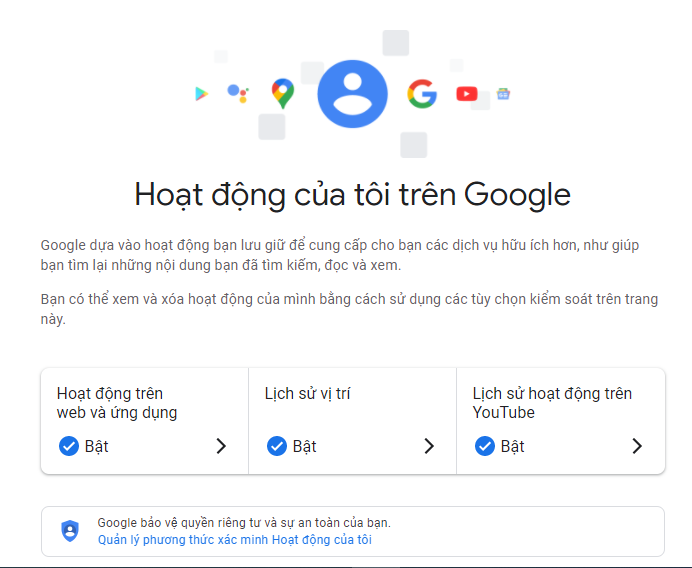 Hoạt động của tôi trên Google
Google dựa vào hoạt động bạn lưu giữ để cung cấp cho bạn các dịch vụ hữu ích hơn, như giúp
bạn tìm lại những nội dung bạn đã tìm kiếm, đọc và xem.
Bạn có thể xem và xóa hoạt động của mình bằng cách sử dụng các tùy chọn kiểm soát trên trang
này.
Hoạt động trên
web và ứng dụng
Bật
Lịch sử vị trí
Bật
Lịch sử hoạt động trên
YouTube
Bật
Google bảo vệ quyền riêng tư và sự an toàn của bạn.
Quản lý phương thức xác minh Hoạt động của tôi